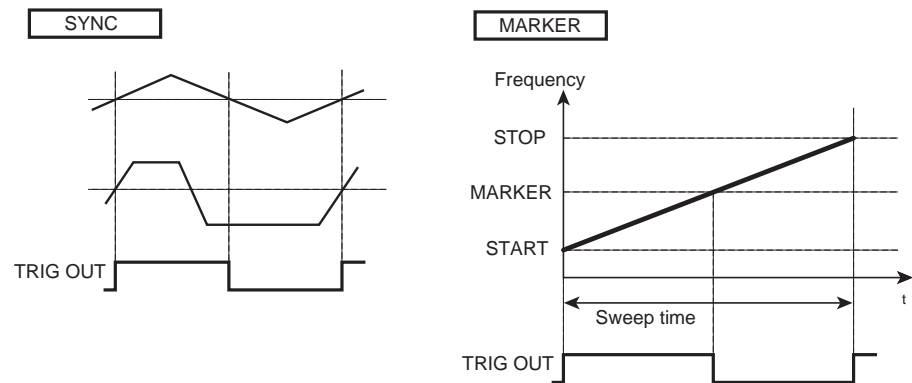 SYNC
TRIG OUT
MARKER
Frequency
STOP
MARKER
START
t
Sweep time
TRIG OUT